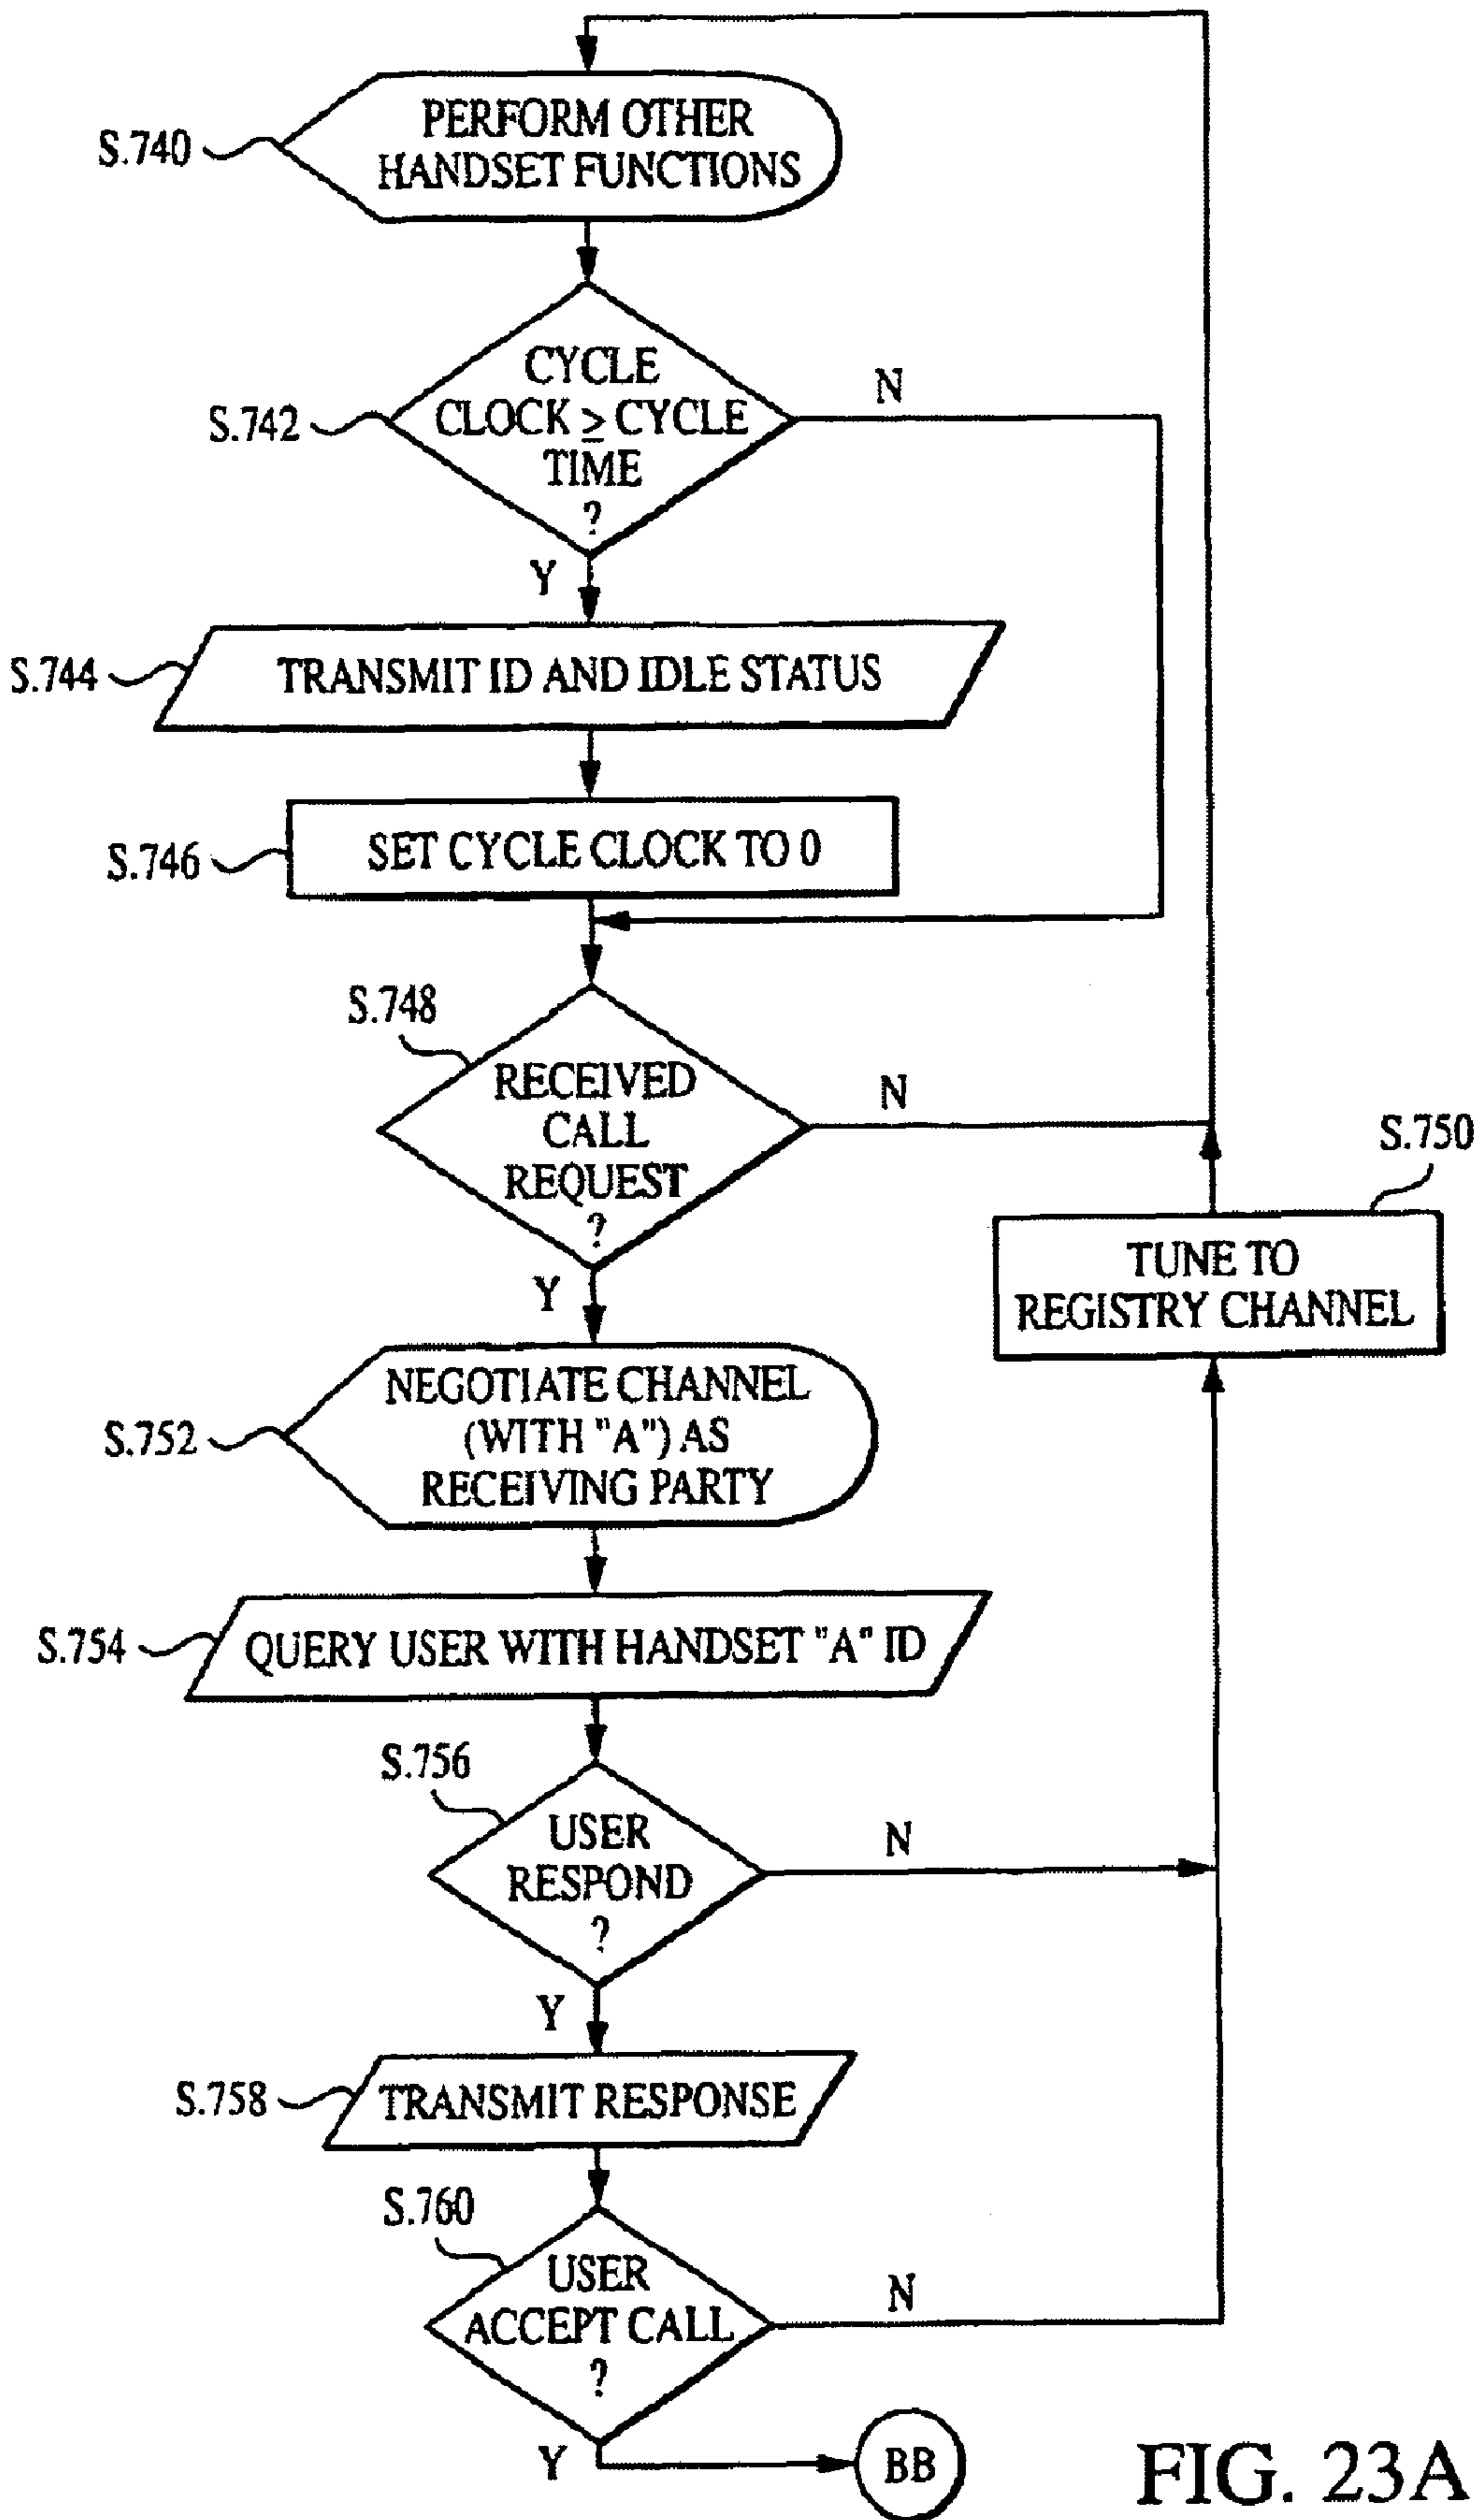 PERFORM OTHER
HANDSET FUNCTIONS
S.740
CYCLE
CLOCK ≥ CYCLE
TIME
?
S.742
N
Y
S.744
TRANSMIT ID AND IDLE STATUS
S.746
SET CYCLE CLOCK TO 0
S.748
RECEIVED
CALL
REQUEST
?
N
Y
S.750
TUNE TO
REGISTRY CHANNEL
S.752
NEGOTIATE CHANNEL
(WITH "A") AS
RECEIVING PARTY
S.754
QUERY USER WITH HANDSET "A" ID
S.756
USER
RESPOND
?
N
Y
S.758
TRANSMIT RESPONSE
S.760
USER
ACCEPT CALL
?
N
Y
BB
FIG. 23A